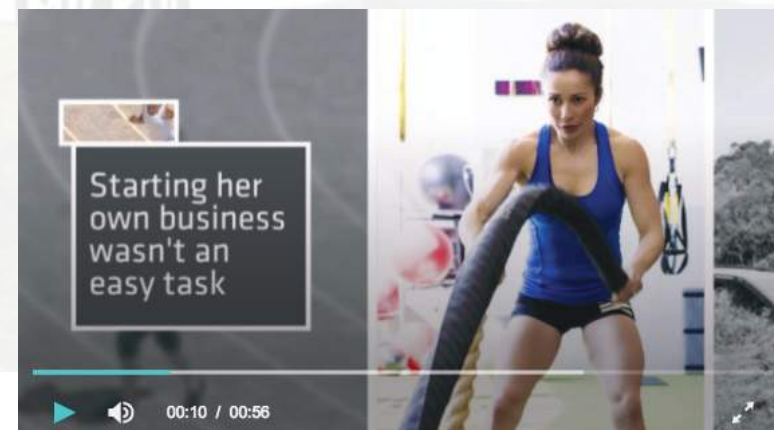 Starting her
own business
wasn't an
easy task
00:10 / 00:56